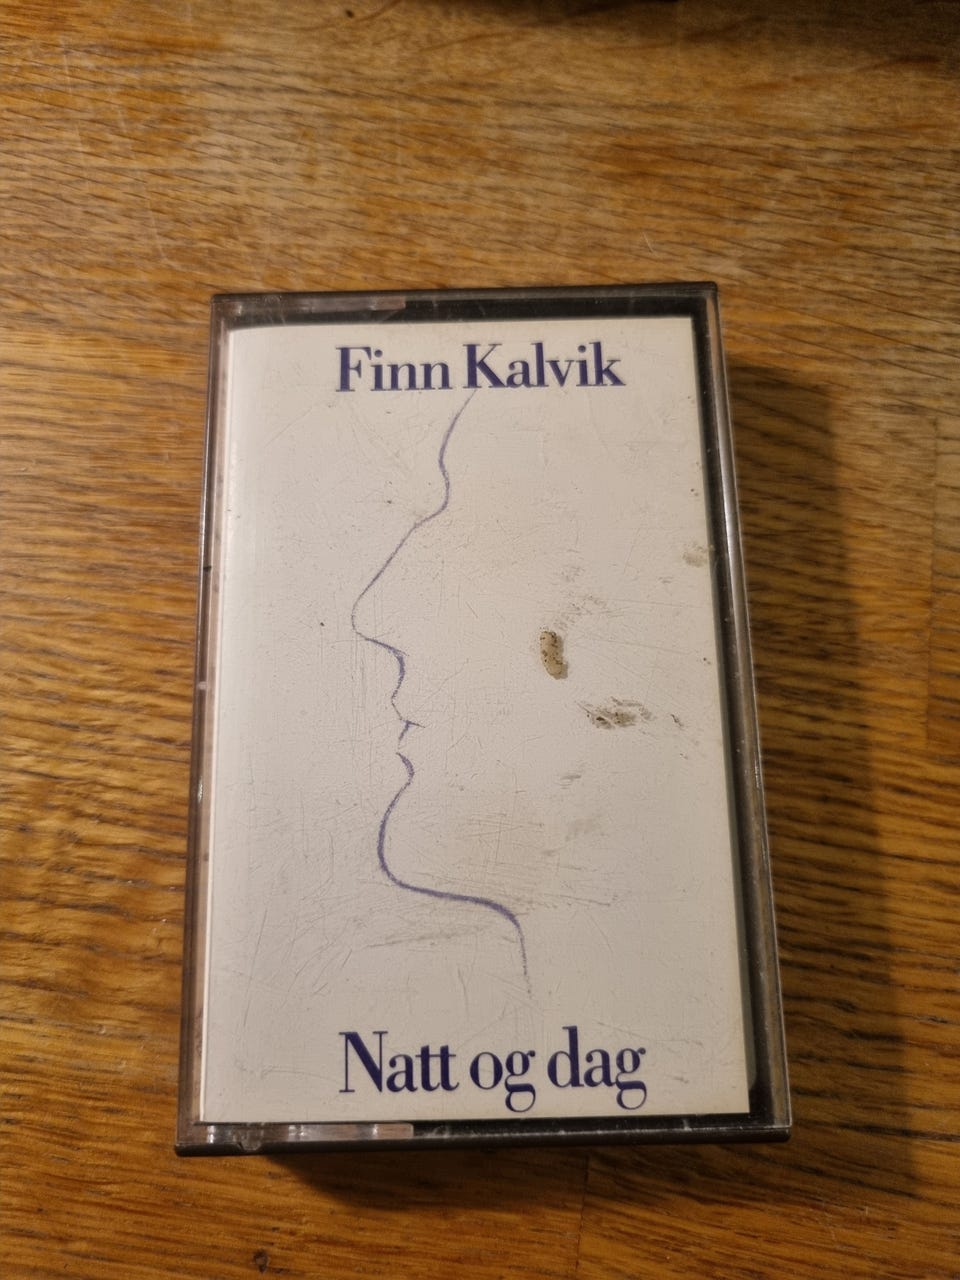 Finn Kalvik
Natt og dag